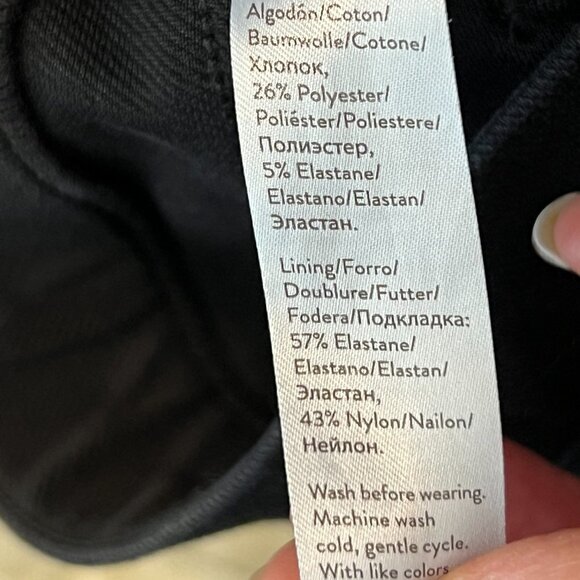 Algodón/Coton/
Baumwolle/Cotone/
Хлопок,
26% Polyester/
Poliéster/Poliestere/
Полиэстер,
5% Elastane/
Elastano/Elastan/
Эластан.
Lining/Forro/
Doublure/Futter/
Fodera/Подкладка:
57% Elastane/
Elastano/Elastan/
Эластан,
43% Nylon/Nailon/
Нейлон.
Wash before wearing.
Machine wash
cold, gentle cycle.
With like colors